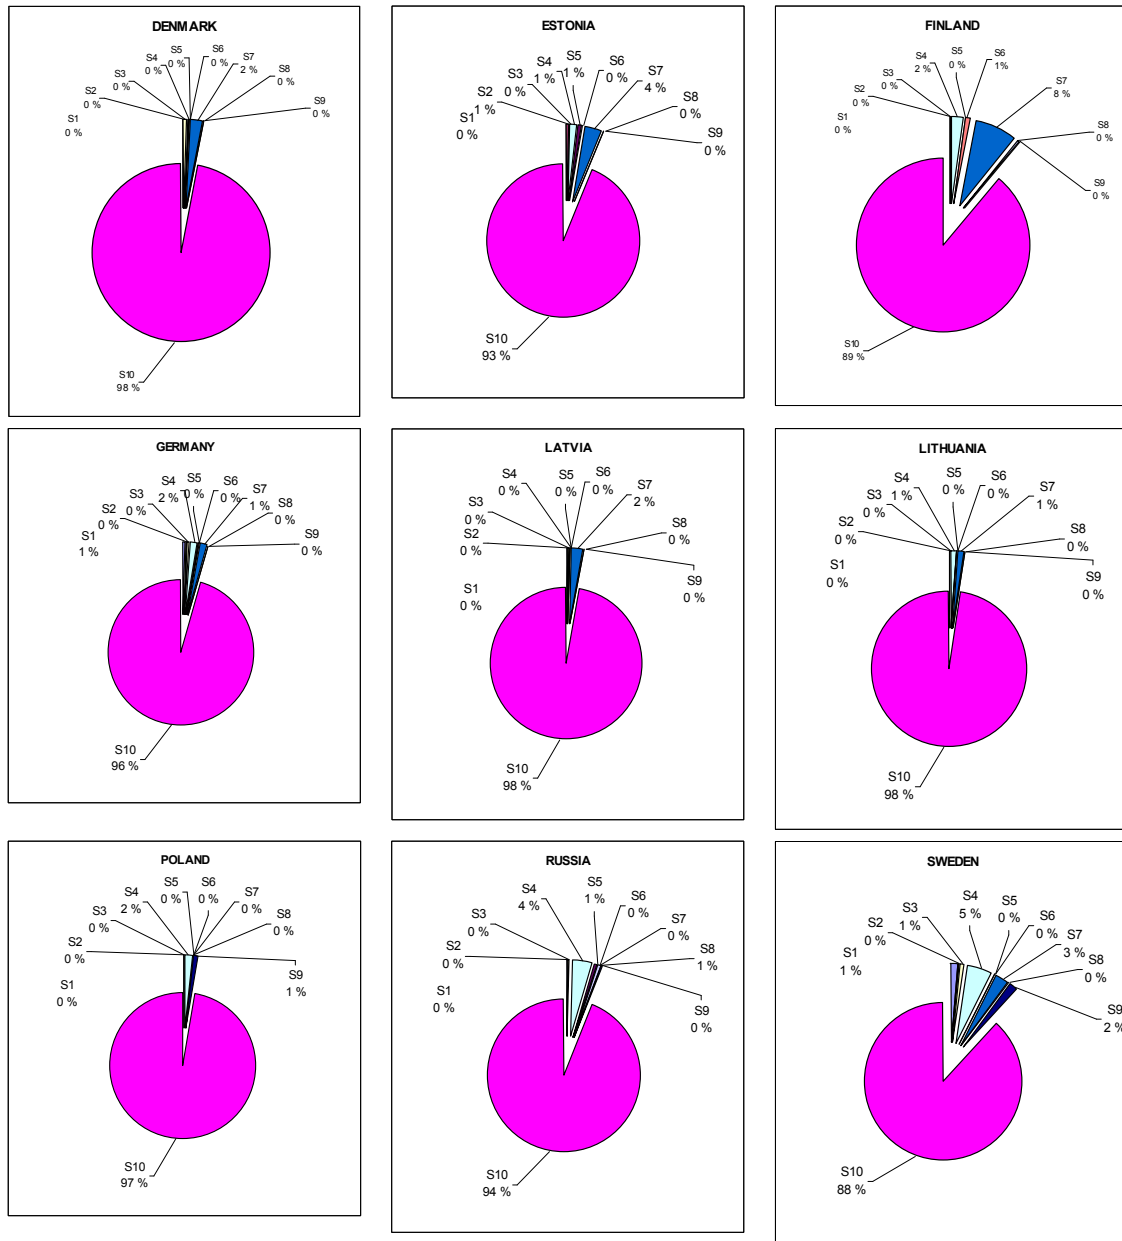 DENMARK
S1
0 %
S2
0 %
S3
0 %
S4
0 %
S5
0 %
S6
0 %
S7
2 %
S8
0 %
S9
0 %
S10
98 %
ESTONIA
S1
0 %
S2
1 %
S3
0 %
S4
1 %
S5
1 %
S6
0 %
S7
4 %
S8
0 %
S9
0 %
S10
93 %
FINLAND
S1
0 %
S2
0 %
S3
0 %
S4
2 %
S5
0 %
S6
1 %
S7
8 %
S8
0 %
S9
0 %
S10
89 %
GERMANY
S1
1 %
S2
0 %
S3
0 %
S4
2 %
S5
0 %
S6
0 %
S7
1 %
S8
0 %
S9
0 %
S10
96 %
LATVIA
S1
0 %
S2
0 %
S3
0 %
S4
0 %
S5
0 %
S6
0 %
S7
2 %
S8
0 %
S9
0 %
S10
98 %
LITHUANIA
S1
0 %
S2
0 %
S3
0 %
S4
1 %
S5
0 %
S6
0 %
S7
1 %
S8
0 %
S9
0 %
S10
98 %
POLAND
S1
0 %
S2
0 %
S3
0 %
S4
2 %
S5
0 %
S6
0 %
S7
0 %
S8
0 %
S9
1 %
S10
97 %
RUSSIA
S1
0 %
S2
0 %
S3
0 %
S4
4 %
S5
1 %
S6
0 %
S7
0 %
S8
1 %
S9
0 %
S10
94 %
SWEDEN
S1
1 %
S2
0 %
S3
1 %
S4
5 %
S5
0 %
S6
0 %
S7
3 %
S8
0 %
S9
2 %
S10
88 %